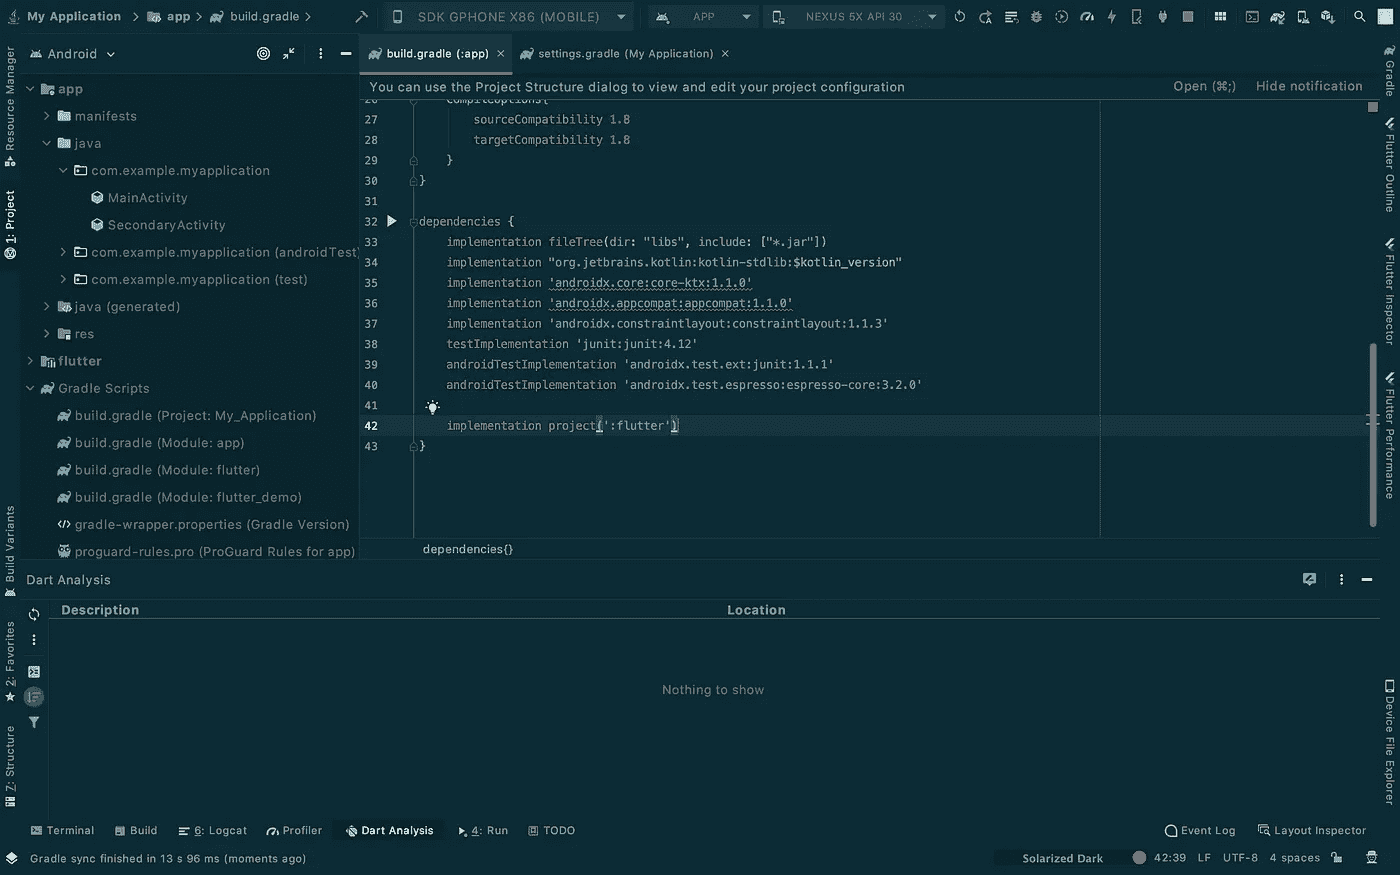 My Application > app > build.gradle >
SDK GPHONE X86 (MOBILE)
APP
NEXUS 5X API 30
Android
build.gradle (:app) ×
settings.gradle (My Application) ×
You can use the Project Structure dialog to view and edit your project configuration
Open (⌘;)
Hide notification
Resource Manager
1: Project
Build Variants
2: Favorites
Z: Structure
app
manifests
java
com.example.myapplication
MainActivity
SecondaryActivity
com.example.myapplication (androidTest)
com.example.myapplication (test)
java (generated)
res
flutter
Gradle Scripts
build.gradle (Project: My_Application)
build.gradle (Module: app)
build.gradle (Module: flutter)
build.gradle (Module: flutter_demo)
gradle-wrapper.properties (Gradle Version)
proguard-rules.pro (ProGuard Rules for app)
26 compileOptions{
27 sourceCompatibility 1.8
28 targetCompatibility 1.8
29 }
30 }
31
32 dependencies {
33 implementation fileTree(dir: "libs", include: ["*.jar"])
34 implementation "org.jetbrains.kotlin:kotlin-stdlib:$kotlin_version"
35 implementation 'androidx.core:core-ktx:1.1.0'
36 implementation 'androidx.appcompat:appcompat:1.1.0'
37 implementation 'androidx.constraintlayout:constraintlayout:1.1.3'
38 testImplementation 'junit:junit:4.12'
39 androidTestImplementation 'androidx.test.ext:junit:1.1.1'
40 androidTestImplementation 'androidx.test.espresso:espresso-core:3.2.0'
41
42 implementation project(':flutter')
43 }
dependencies{}
Gradle
Flutter Outline
Flutter Inspector
Flutter Performance
Device File Explorer
Dart Analysis
Description
Location
Nothing to show
Terminal
Build
6: Logcat
Profiler
Dart Analysis
4: Run
TODO
Event Log
Layout Inspector
Gradle sync finished in 13 s 96 ms (moments ago)
Solarized Dark
42:39
LF
UTF-8
4 spaces